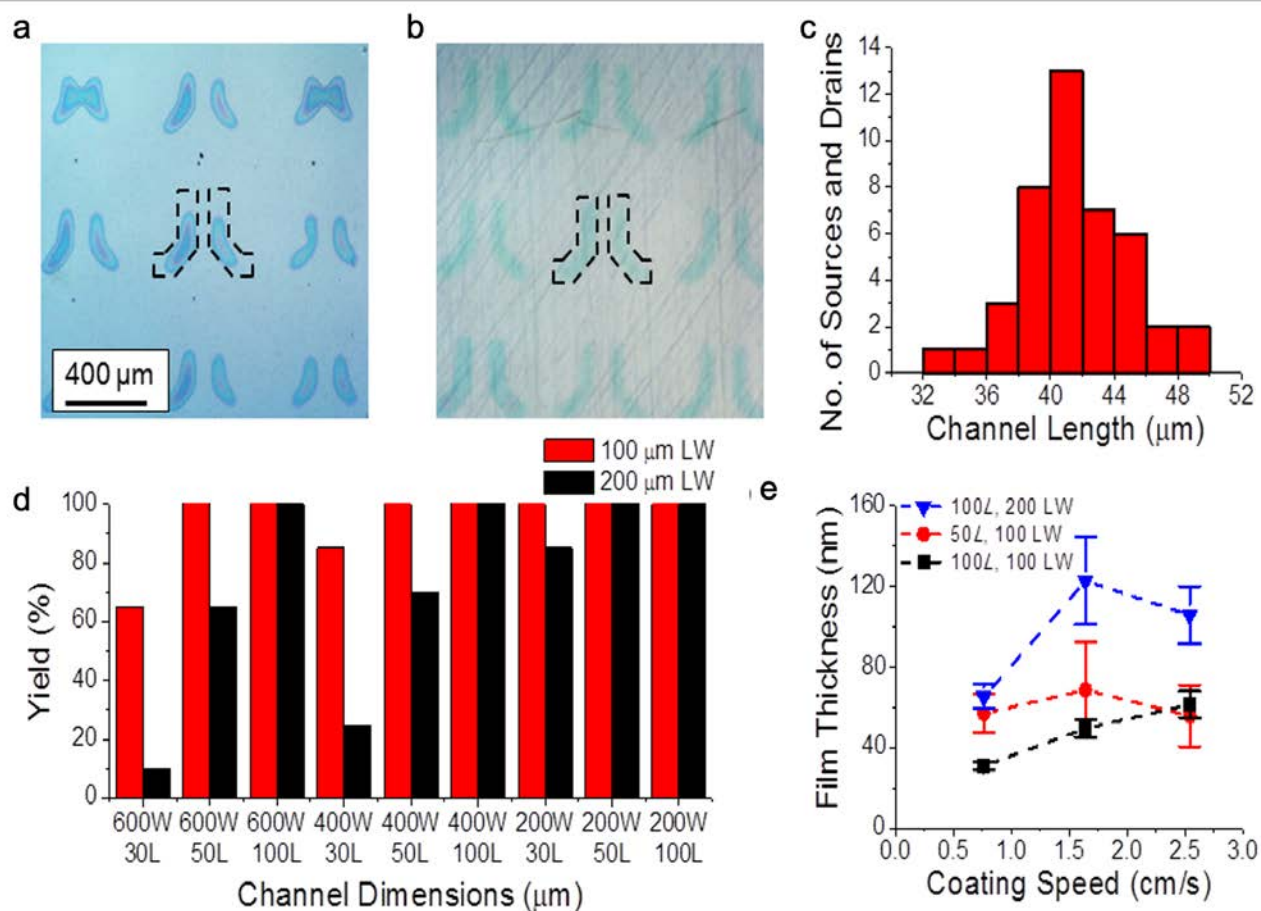 a
b
c
400 µm
No. of Sources and Drains
14
12
10
8
6
4
2
0
32 36 40 44 48 52
Channel Length (µm)
100 µm LW
200 µm LW
d
Yield (%)
100
80
60
40
20
0
600W 600W 600W 400W 400W 400W 200W 200W 200W
30L 50L 100L 30L 50L 100L 30L 50L 100L
Channel Dimensions (µm)
e
Film Thickness (nm)
160
120
80
40
0
100L, 200 LW
50L, 100 LW
100L, 100 LW
0.0 0.5 1.0 1.5 2.0 2.5 3.0
Coating Speed (cm/s)